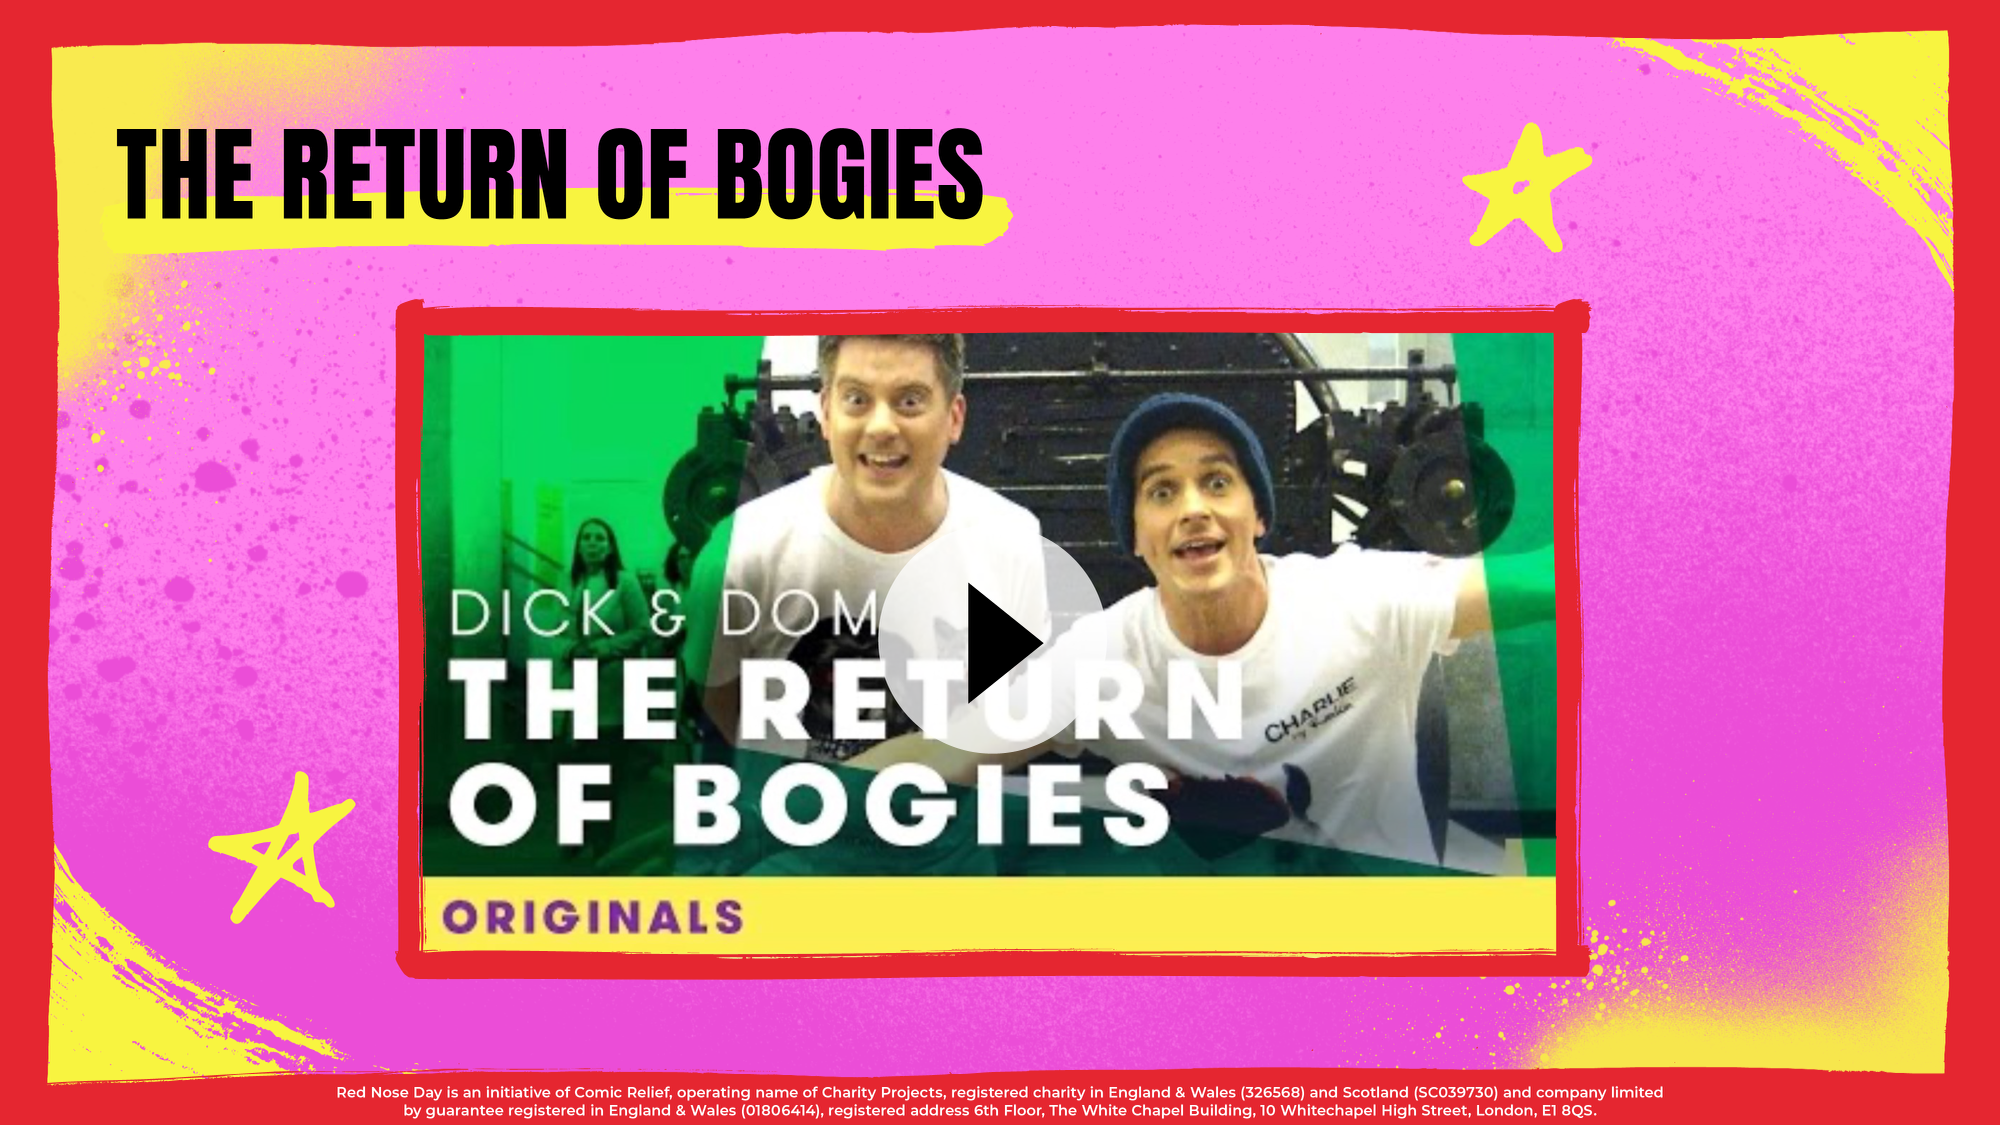 THE RETURN OF BOGIES
DICK & DOM
THE RETURN
OF BOGIES
CHARLIE
ORIGINALS
Red Nose Day is an initiative of Comic Relief, operating name of Charity Projects, registered charity in England & Wales (326568) and Scotland (SC039730) and company limited
by guarantee registered in England & Wales (01806414), registered address 6th Floor, The White Chapel Building, 10 Whitechapel High Street, London, E1 8QS.